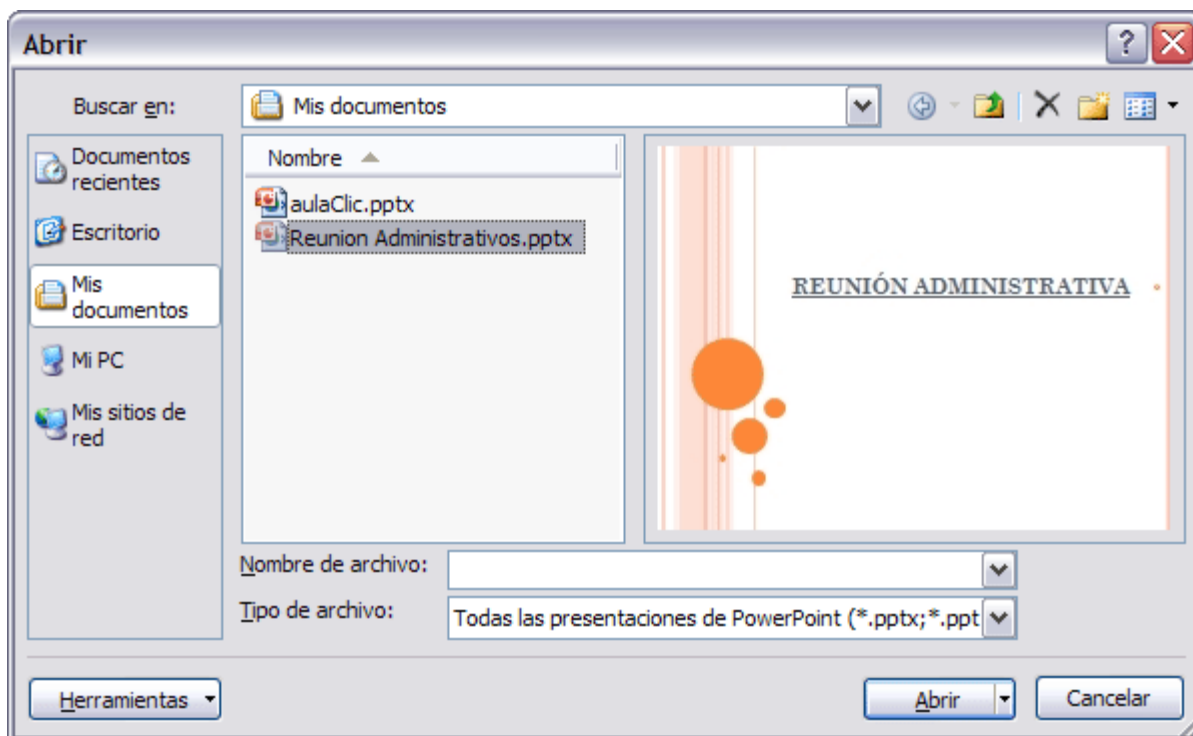 Abrir
Buscar en:
Mis documentos
Documentos
recientes
Escritorio
Mis
documentos
Mi PC
Mis sitios de
red
Nombre
aulaClic.pptx
Reunion Administrativos.pptx
REUNIÓN ADMINISTRATIVA
Nombre de archivo:
Tipo de archivo:
Todas las presentaciones de PowerPoint (*.pptx;*.ppt
Herramientas
Abrir
Cancelar